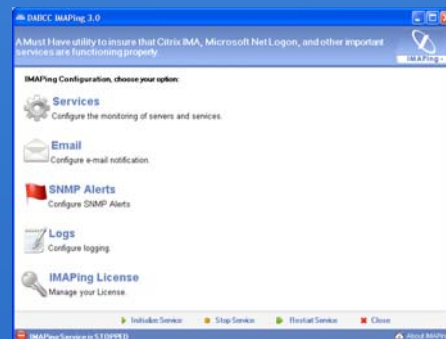 DABCC IMAPing 3.0
A Must Have utility to insure that Citrix IMA, Microsoft Net Logon, and other important
services are functioning properly.
IMAPing
IMAPing Configuration, choose your option:
Services
Configure the monitoring of servers and services.
Email
Configure e-mail notification.
SNMP Alerts
Configure SNMP Alerts
Logs
Configure logging.
IMAPing License
Manage your License.
Initialize Service Stop Service Restart Service Close
IMAPing Service is STOPPED About IMAPing